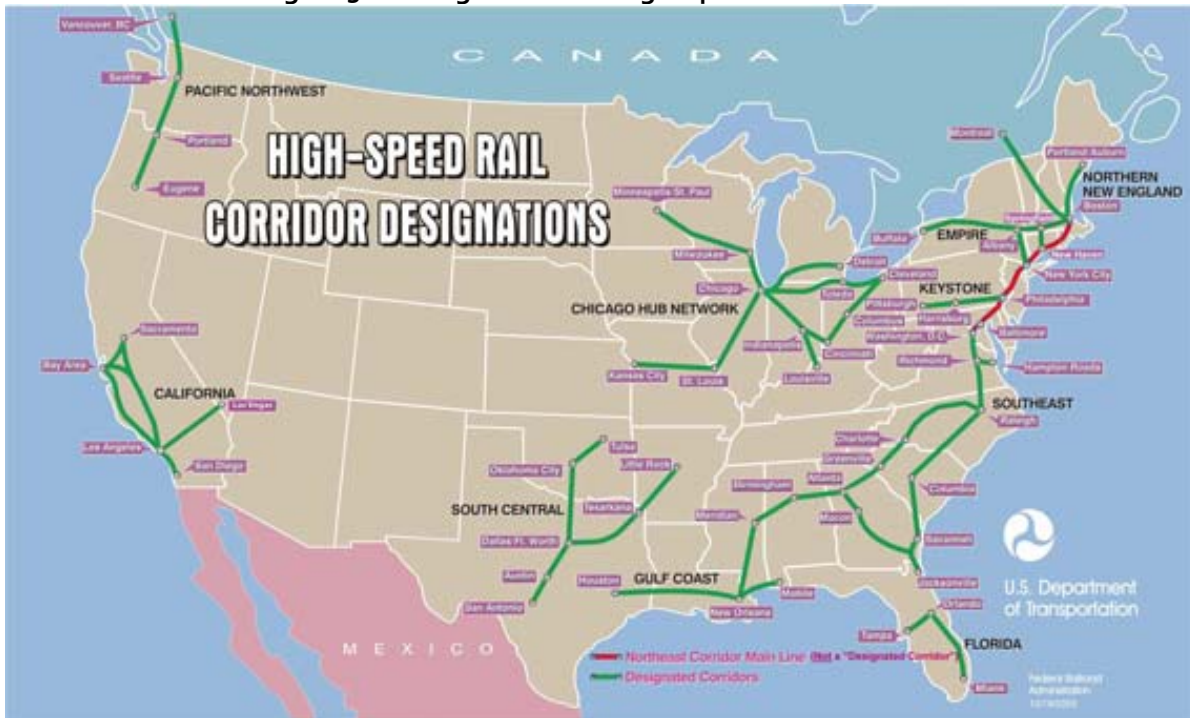 CANADA
Vancouver, BC
Seattle
PACIFIC NORTHWEST
Portland
Eugene
HIGH-SPEED RAIL
CORRIDOR DESIGNATIONS
Montreal
Portland Auburn
NORTHERN
NEW ENGLAND
Boston
Minneapolis St. Paul
Buffalo
EMPIRE
Springfield
Albany
New Haven
New York City
Milwaukee
Detroit
Cleveland
Chicago
Toledo
KEYSTONE
Pittsburgh
Harrisburg
Philadelphia
CHICAGO HUB NETWORK
Columbus
Washington, D.C.
Baltimore
Indianapolis
Cincinnati
Richmond
Hampton Roads
Kansas City
St. Louis
Louisville
Sacramento
Bay Area
CALIFORNIA
Las Vegas
Los Angeles
San Diego
SOUTHEAST
Raleigh
Charlotte
Greenville
Tulsa
Oklahoma City
Little Rock
Birmingham
Atlanta
Columbia
SOUTH CENTRAL
Texarkana
Meridian
Macon
Savannah
Dallas Ft. Worth
Austin
Houston
GULF COAST
Mobile
Jacksonville
San Antonio
New Orleans
Orlando
Tampa
FLORIDA
Miami
MEXICO
U.S. Department
of Transportation
Northeast Corridor Main Line (Not a "Designated Corridor")
Designated Corridors
Federal Railroad
Administration